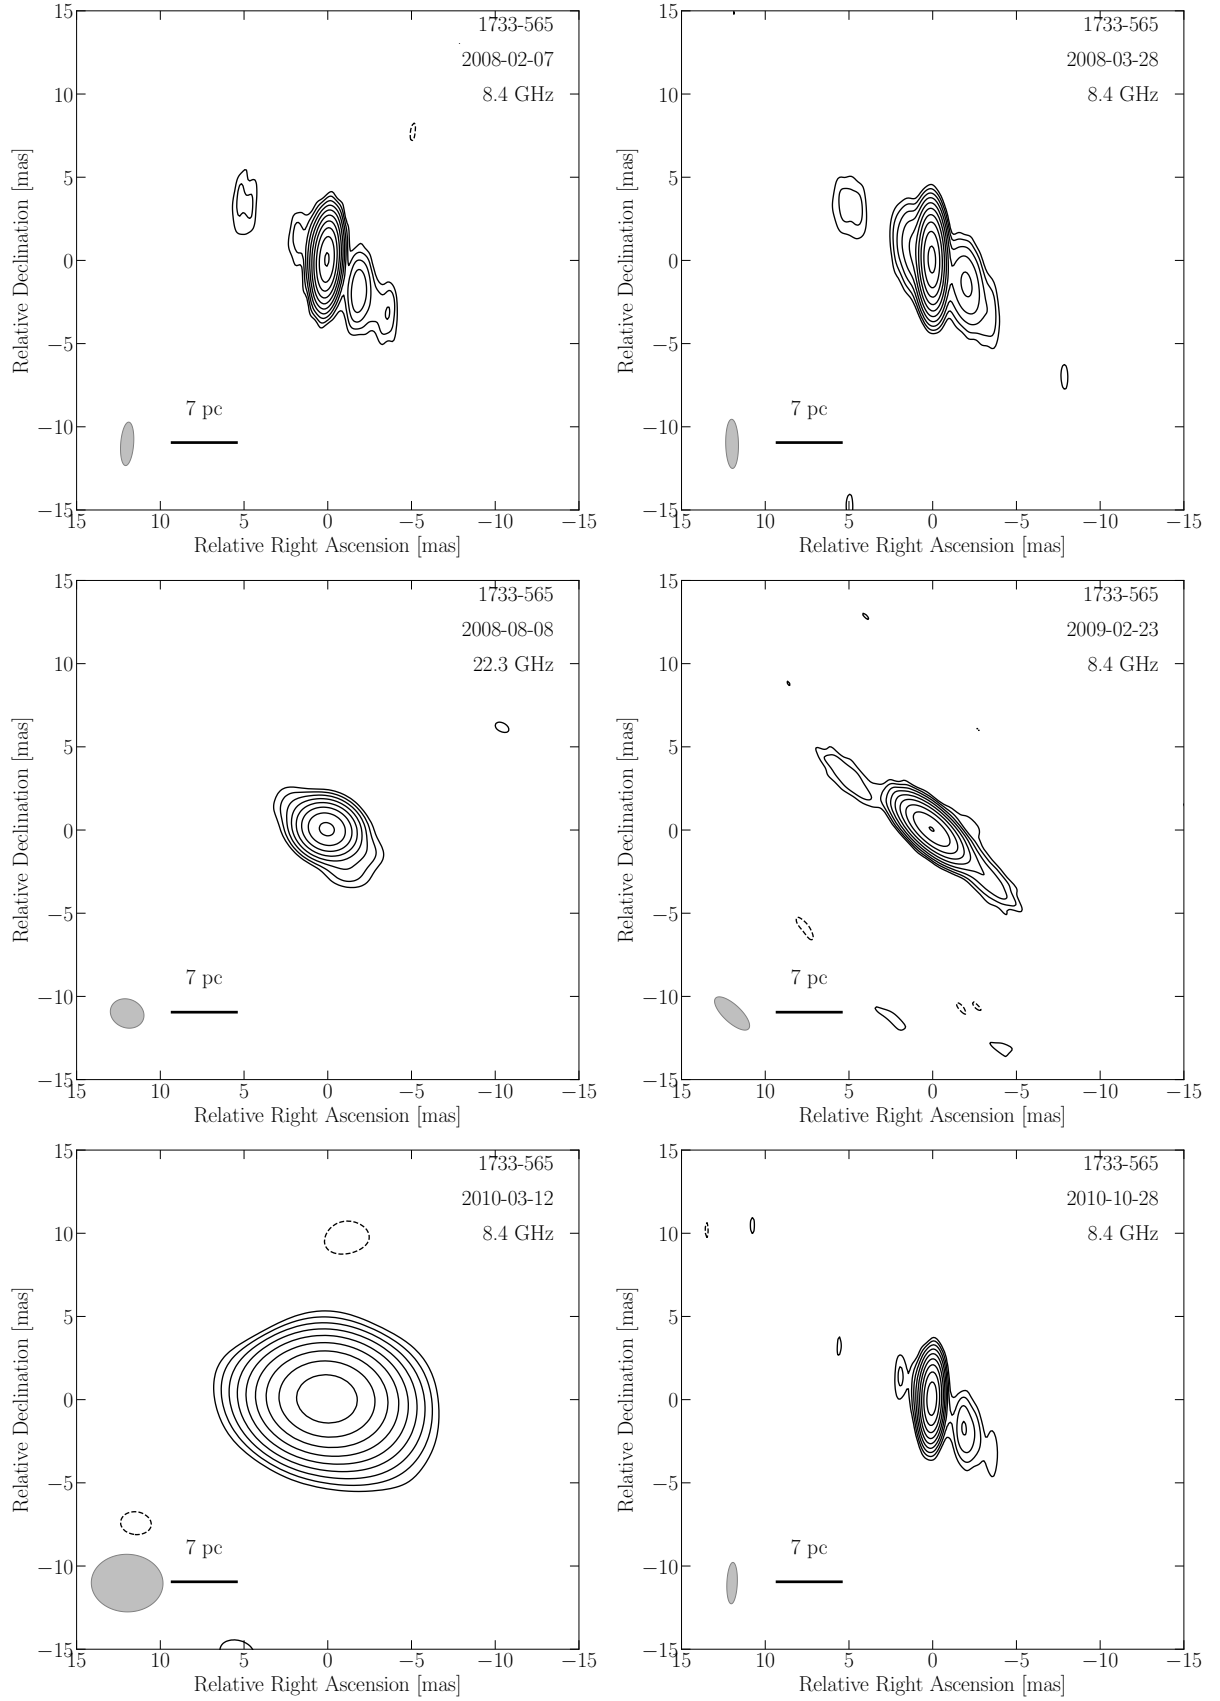 15
10
5
0
−5
−10
−15
15 10 5 0 −5 −10 −15
Relative Declination [mas]
Relative Right Ascension [mas]
1733-565
2008-02-07
8.4 GHz
7 pc
15
10
5
0
−5
−10
−15
15 10 5 0 −5 −10 −15
Relative Declination [mas]
Relative Right Ascension [mas]
1733-565
2008-03-28
8.4 GHz
7 pc
15
10
5
0
−5
−10
−15
15 10 5 0 −5 −10 −15
Relative Declination [mas]
Relative Right Ascension [mas]
1733-565
2008-08-08
22.3 GHz
7 pc
15
10
5
0
−5
−10
−15
15 10 5 0 −5 −10 −15
Relative Declination [mas]
Relative Right Ascension [mas]
1733-565
2009-02-23
8.4 GHz
7 pc
15
10
5
0
−5
−10
−15
15 10 5 0 −5 −10 −15
Relative Declination [mas]
Relative Right Ascension [mas]
1733-565
2010-03-12
8.4 GHz
7 pc
15
10
5
0
−5
−10
−15
15 10 5 0 −5 −10 −15
Relative Declination [mas]
Relative Right Ascension [mas]
1733-565
2010-10-28
8.4 GHz
7 pc